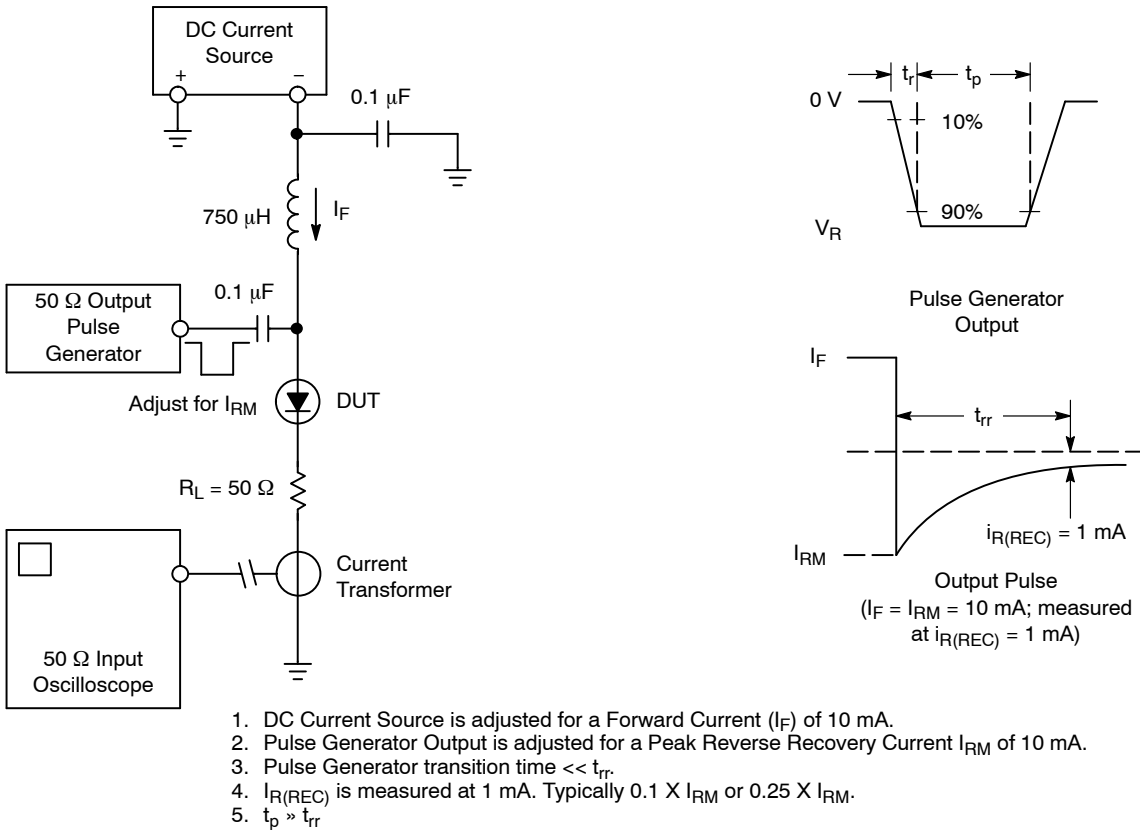 DC Current
Source
+ −
0.1 μF
750 μH
I_F
50 Ω Output
Pulse
Generator
0.1 μF
Adjust for I_RM
DUT
R_L = 50 Ω
Current
Transformer
50 Ω Input
Oscilloscope
t_r t_p
0 V
10%
90%
V_R
Pulse Generator
Output
I_F
t_rr
i_R(REC) = 1 mA
I_RM
Output Pulse
(I_F = I_RM = 10 mA; measured
at i_R(REC) = 1 mA)
1. DC Current Source is adjusted for a Forward Current (I_F) of 10 mA.
2. Pulse Generator Output is adjusted for a Peak Reverse Recovery Current I_RM of 10 mA.
3. Pulse Generator transition time << t_rr.
4. I_R(REC) is measured at 1 mA. Typically 0.1 X I_RM or 0.25 X I_RM.
5. t_p » t_rr